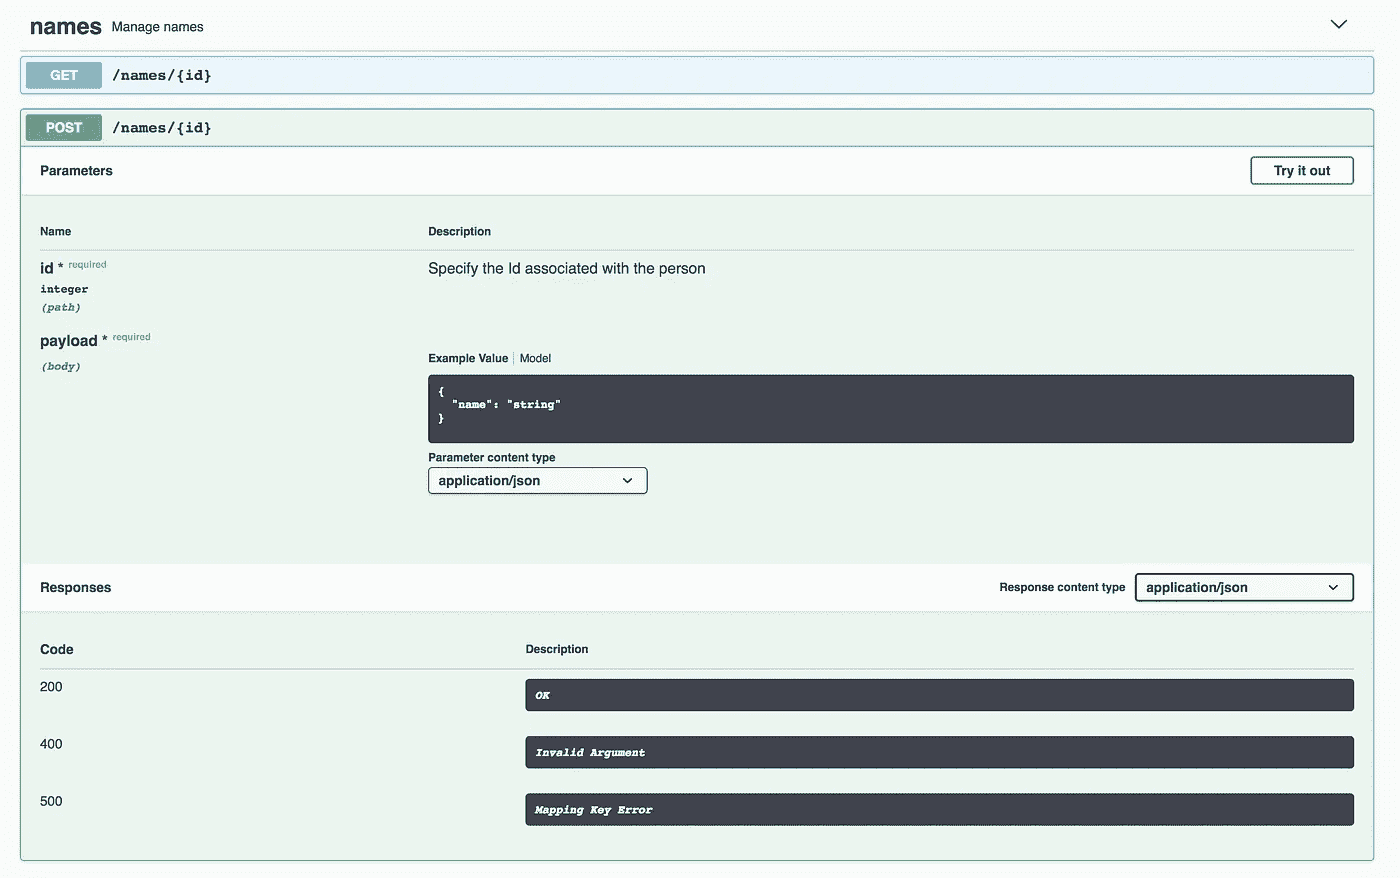 names Manage names
GET /names/{id}
POST /names/{id}
Parameters Try it out
Name Description
id * required Specify the Id associated with the person
integer
(path)
payload * required
(body)
Example Value Model
{
"name": "string"
}
Parameter content type
application/json
Responses Response content type application/json
Code Description
200 OK
400 Invalid Argument
500 Mapping Key Error